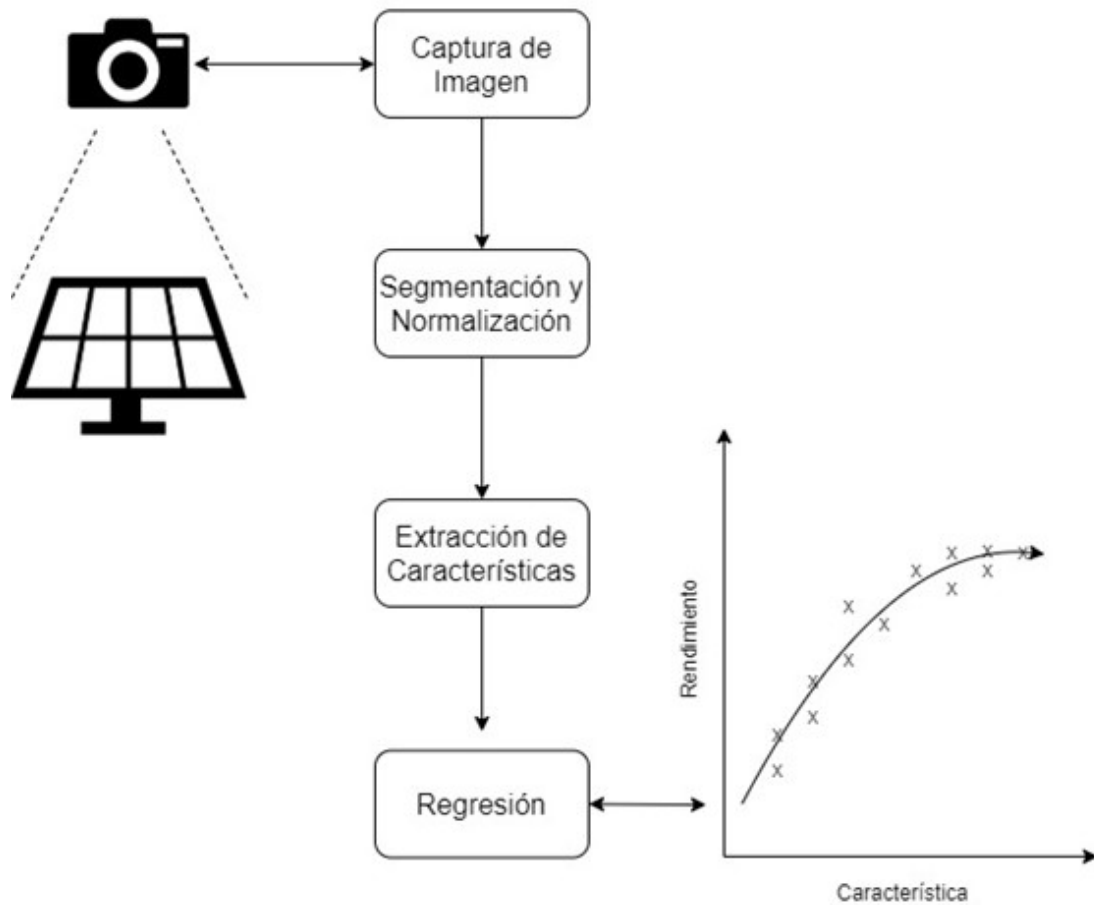 Captura de
Imagen
Segmentación y
Normalización
Extracción de
Características
Regresión
Rendimiento
Característica